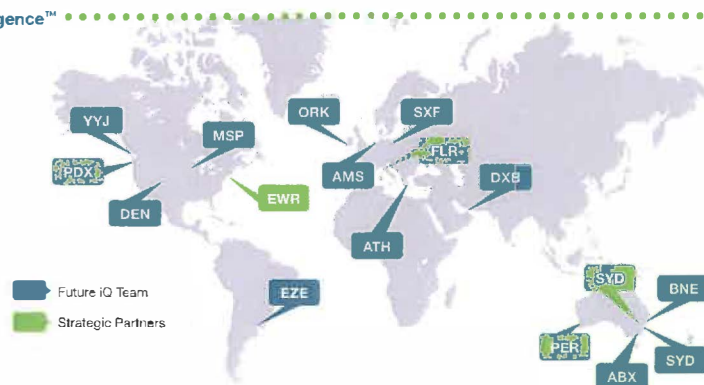 gence™
YYJ
MSP
PDX
DEN
EWR
ORK
SXF
AMS
FLR
DXB
ATH
EZE
Future iQ Team
Strategic Partners
SYD
BNE
PER
SYD
ABX